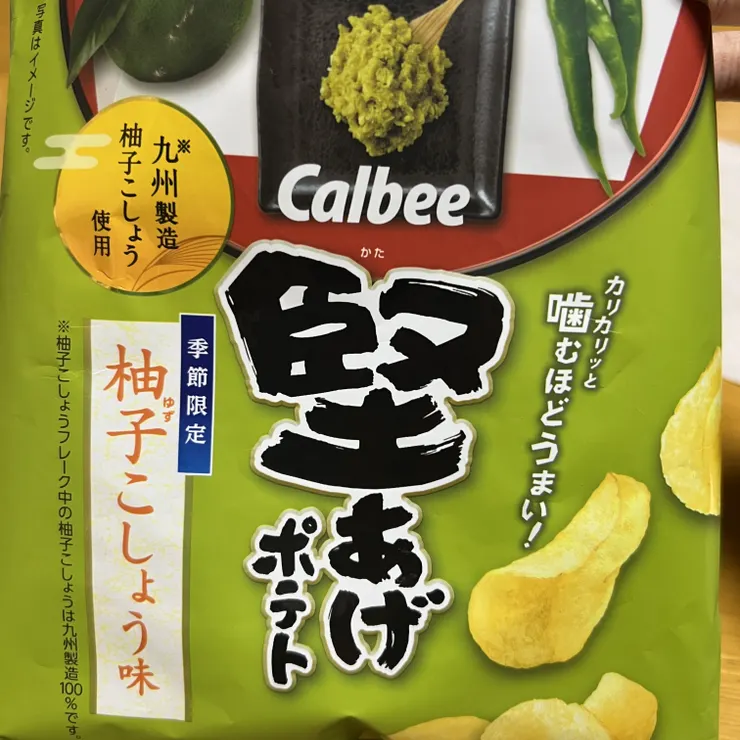 写真はイメージです。
※九州製造
柚子こしょう
使用
Calbee
かた
堅あげ
ポテト
カリカリッと
噛むほどうまい!
季節限定
柚子こしょう味
ゆず
※柚子こしょうフレーク中の柚子こしょうは九州製造100%です。